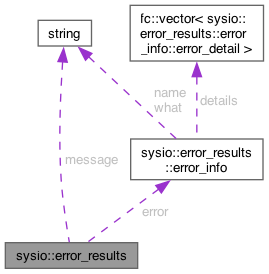 string
fc::vector< sysio::
error_results::error
_info::error_detail >
name
what
details
message
sysio::error_results
::error_info
error
sysio::error_results